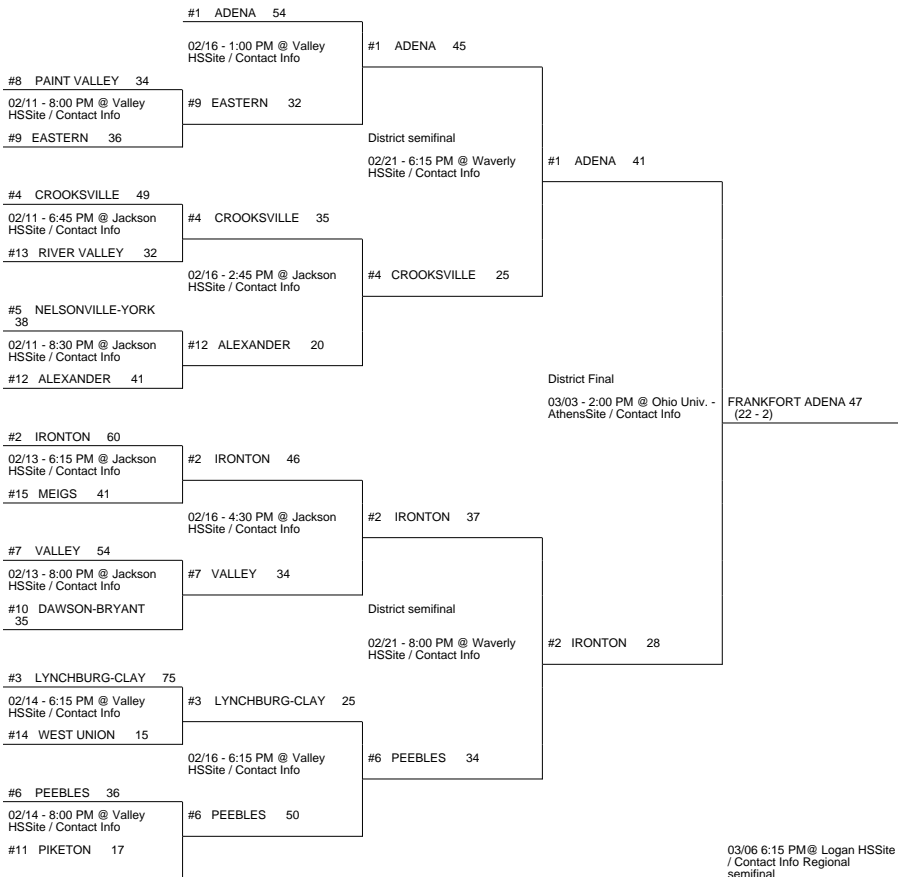 #1 ADENA 54
02/16 - 1:00 PM @ Valley
HSSite / Contact Info
#1 ADENA 45
#8 PAINT VALLEY 34
02/11 - 8:00 PM @ Valley
HSSite / Contact Info
#9 EASTERN 32
#9 EASTERN 36
District semifinal
02/21 - 6:15 PM @ Waverly
HSSite / Contact Info
#1 ADENA 41
#4 CROOKSVILLE 49
02/11 - 6:45 PM @ Jackson
HSSite / Contact Info
#4 CROOKSVILLE 35
#13 RIVER VALLEY 32
02/16 - 2:45 PM @ Jackson
HSSite / Contact Info
#4 CROOKSVILLE 25
#5 NELSONVILLE-YORK
38
02/11 - 8:30 PM @ Jackson
HSSite / Contact Info
#12 ALEXANDER 20
#12 ALEXANDER 41
District Final
03/03 - 2:00 PM @ Ohio Univ. -
AthensSite / Contact Info
FRANKFORT ADENA 47
(22 - 2)
#2 IRONTON 60
02/13 - 6:15 PM @ Jackson
HSSite / Contact Info
#2 IRONTON 46
#15 MEIGS 41
02/16 - 4:30 PM @ Jackson
HSSite / Contact Info
#2 IRONTON 37
#7 VALLEY 54
02/13 - 8:00 PM @ Jackson
HSSite / Contact Info
#7 VALLEY 34
#10 DAWSON-BRYANT
35
District semifinal
02/21 - 8:00 PM @ Waverly
HSSite / Contact Info
#2 IRONTON 28
#3 LYNCHBURG-CLAY 75
02/14 - 6:15 PM @ Valley
HSSite / Contact Info
#3 LYNCHBURG-CLAY 25
#14 WEST UNION 15
02/16 - 6:15 PM @ Valley
HSSite / Contact Info
#6 PEEBLES 34
#6 PEEBLES 36
02/14 - 8:00 PM @ Valley
HSSite / Contact Info
#6 PEEBLES 50
#11 PIKETON 17
03/06 6:15 PM@ Logan HSSite
/ Contact Info Regional
semifinal